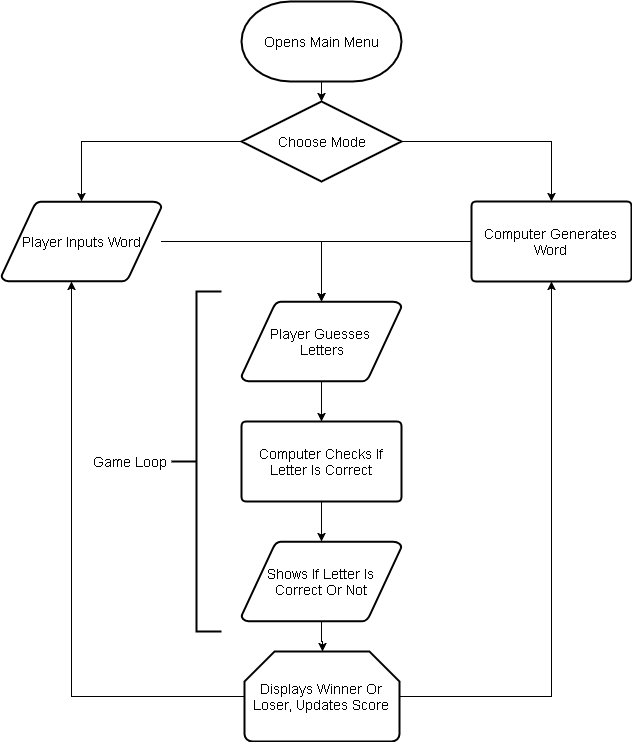 Opens Main Menu
Choose Mode
Player Inputs Word
Computer Generates
Word
Player Guesses
Letters
Computer Checks If
Letter Is Correct
Game Loop
Shows If Letter Is
Correct Or Not
Displays Winner Or
Loser, Updates Score